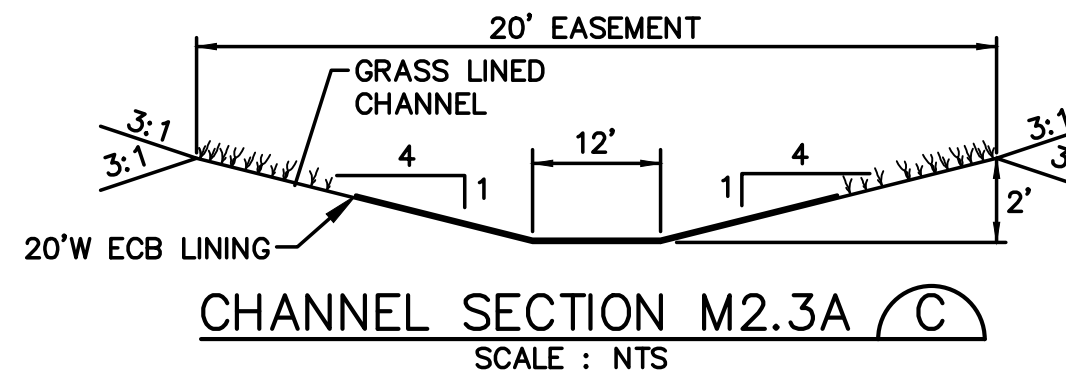 20' EASEMENT
GRASS LINED
CHANNEL
3:1
3:1
4
1
12'
4
1
3:1
3
2'
20'W ECB LINING
CHANNEL SECTION M2.3A C
SCALE : NTS